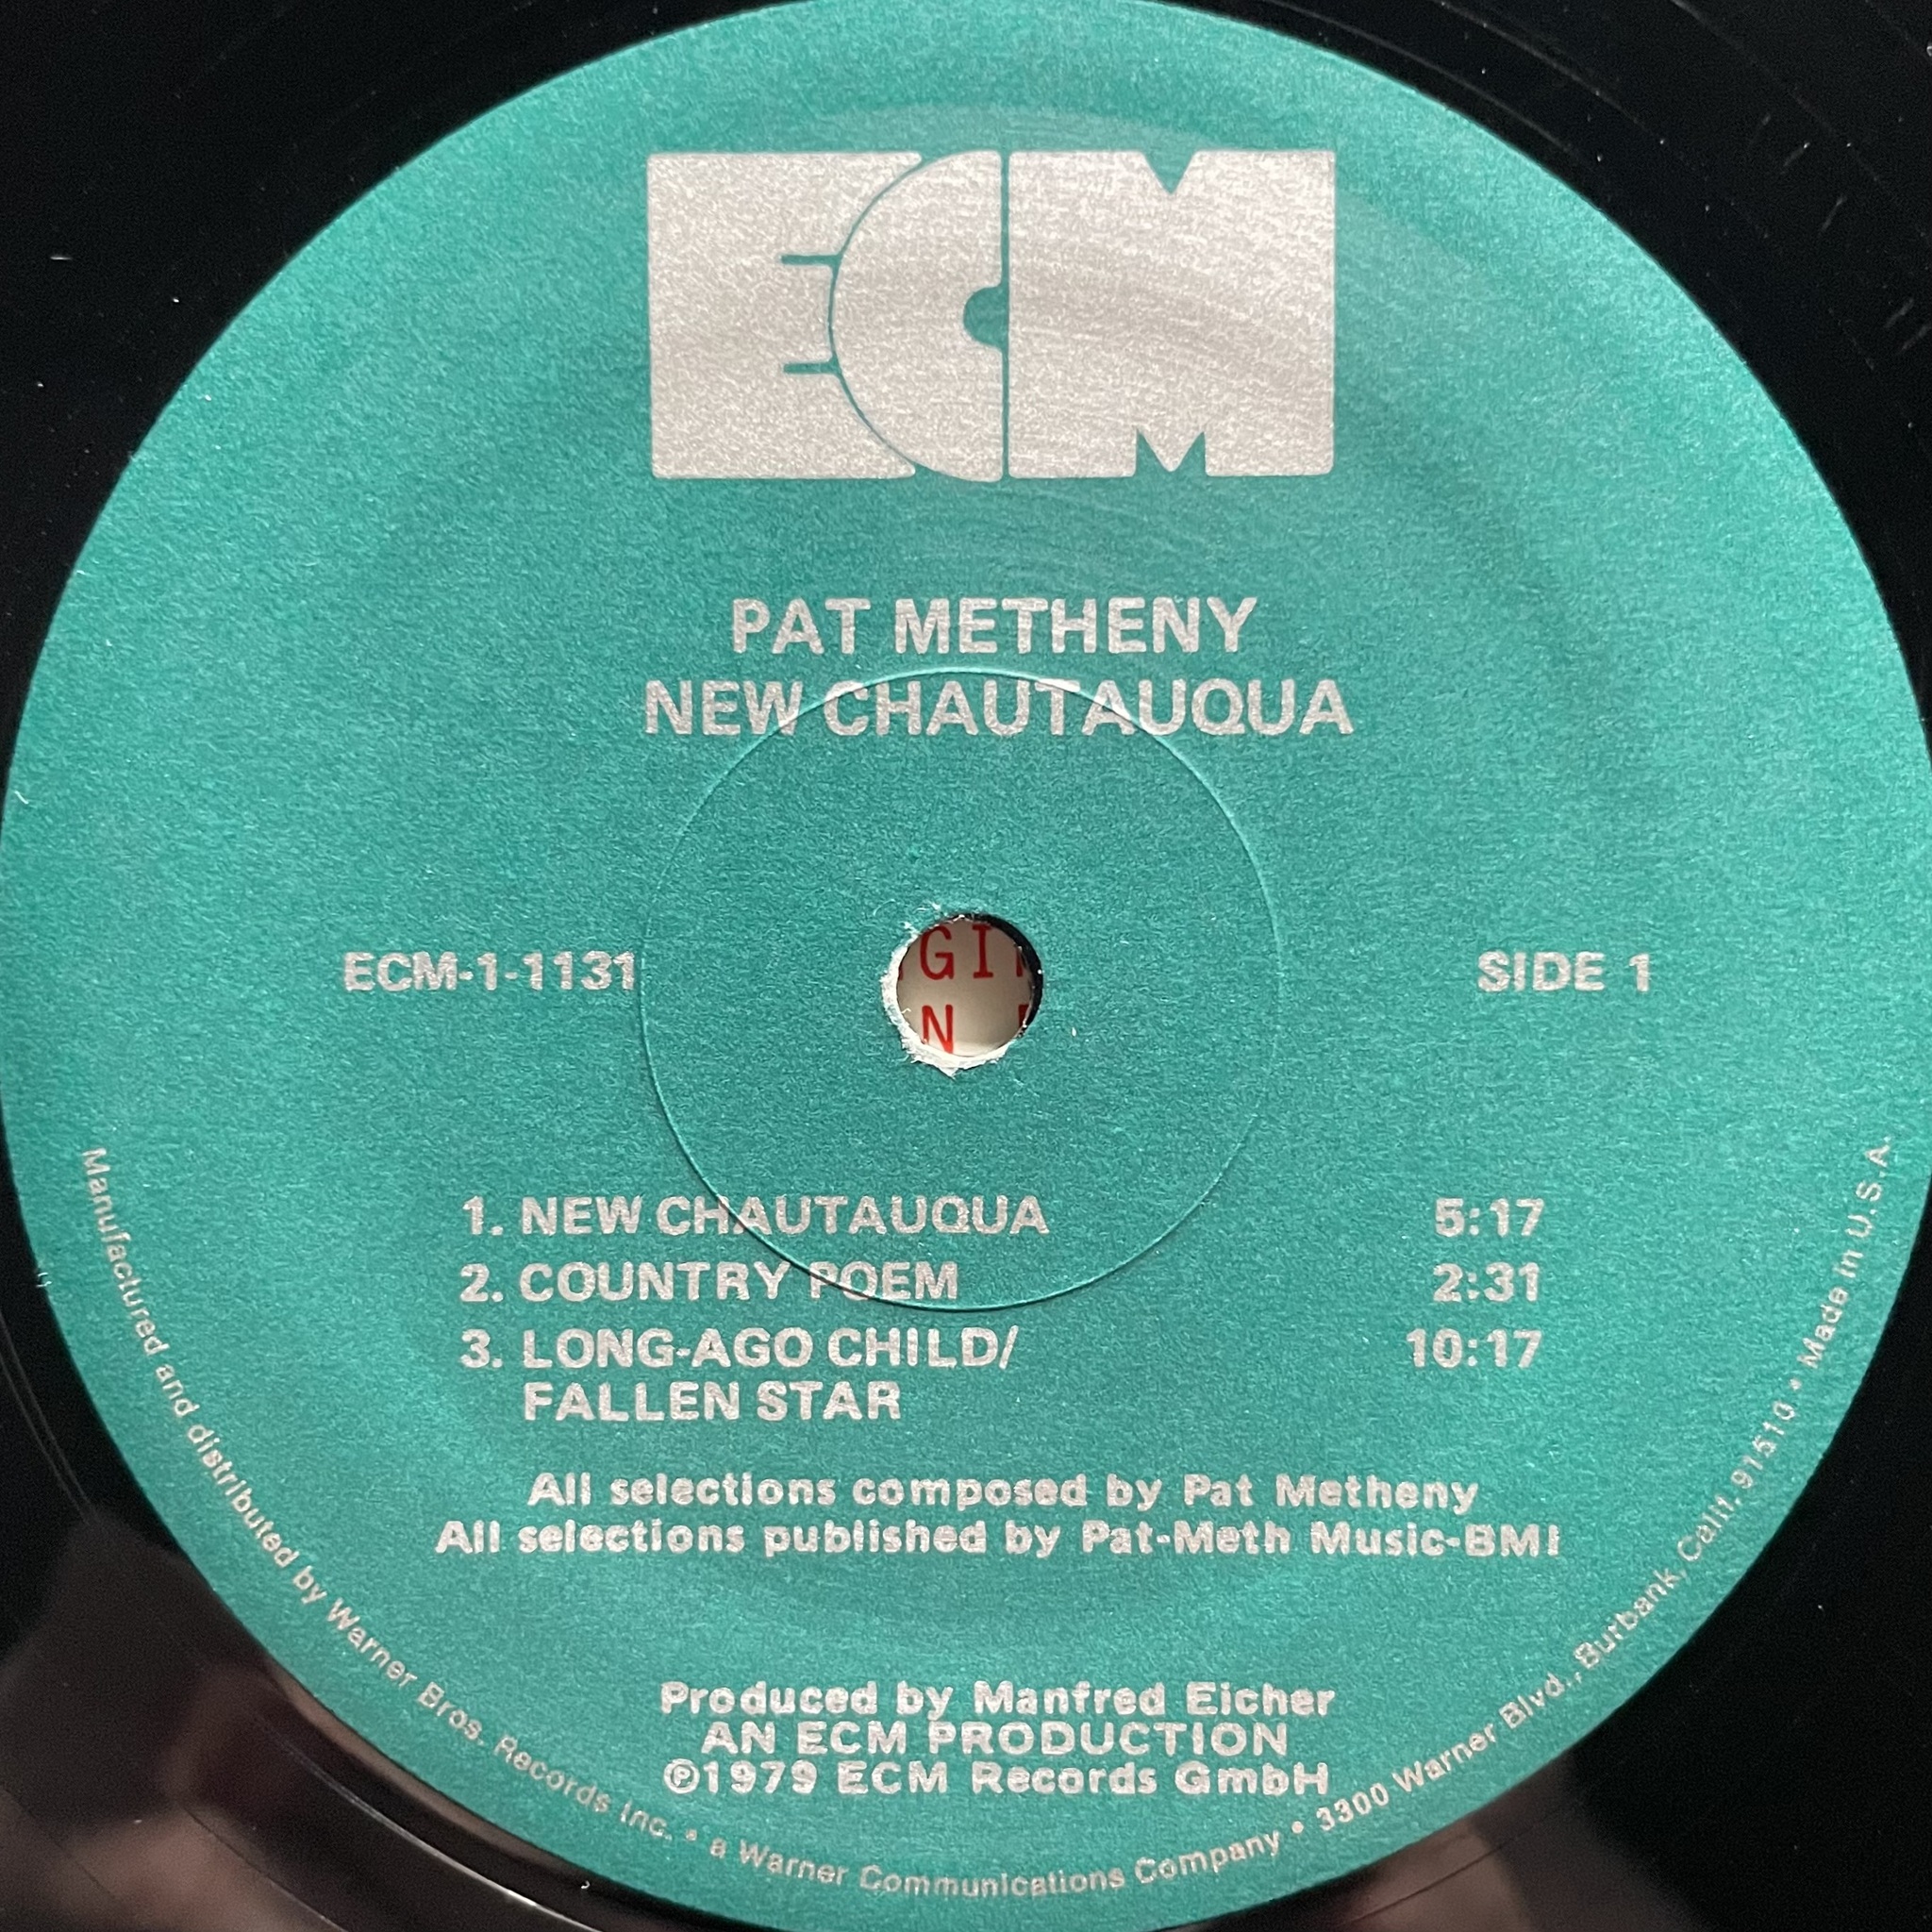 ECM
PAT METHENY
NEW CHAUTAUQUA
GI
N
ECM-1-1131
SIDE 1
1. NEW CHAUTAUQUA 5:17
2. COUNTRY POEM 2:31
3. LONG-AGO CHILD/ 10:17
FALLEN STAR
All selections composed by Pat Metheny
All selections published by Pat-Meth Music-BMI
Produced by Manfred Eicher
AN ECM PRODUCTION
℗1979 ECM Records GmbH
Manufactured and distributed by Warner Bros. Records Inc. • a Warner Communications Company • 3300 Warner Blvd., Burbank, Calif. 91510 • Made in U.S.A.